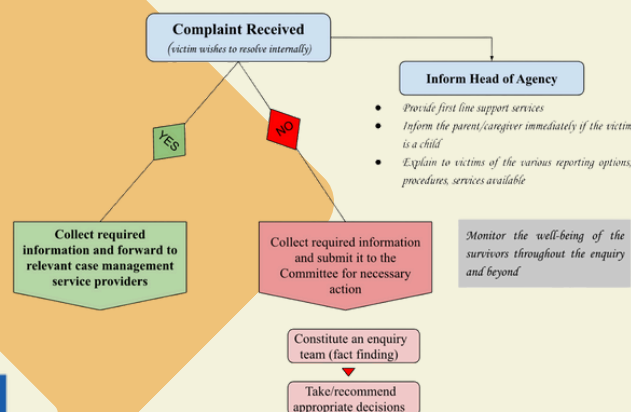 Complaint Received
(victim wishes to resolve internally)
Inform Head of Agency
● Provide first line support services
● Inform the parent/caregiver immediately if the victim
is a child
● Explain to victims of the various reporting options,
procedures, services available
YES
NO
Collect required
information and forward to
relevant case management
service providers
Collect required information
and submit it to the
Committee for necessary
action
Monitor the well-being of the
survivors throughout the enquiry
and beyond
Constitute an enquiry
team (fact finding)
Take/recommend
appropriate decisions